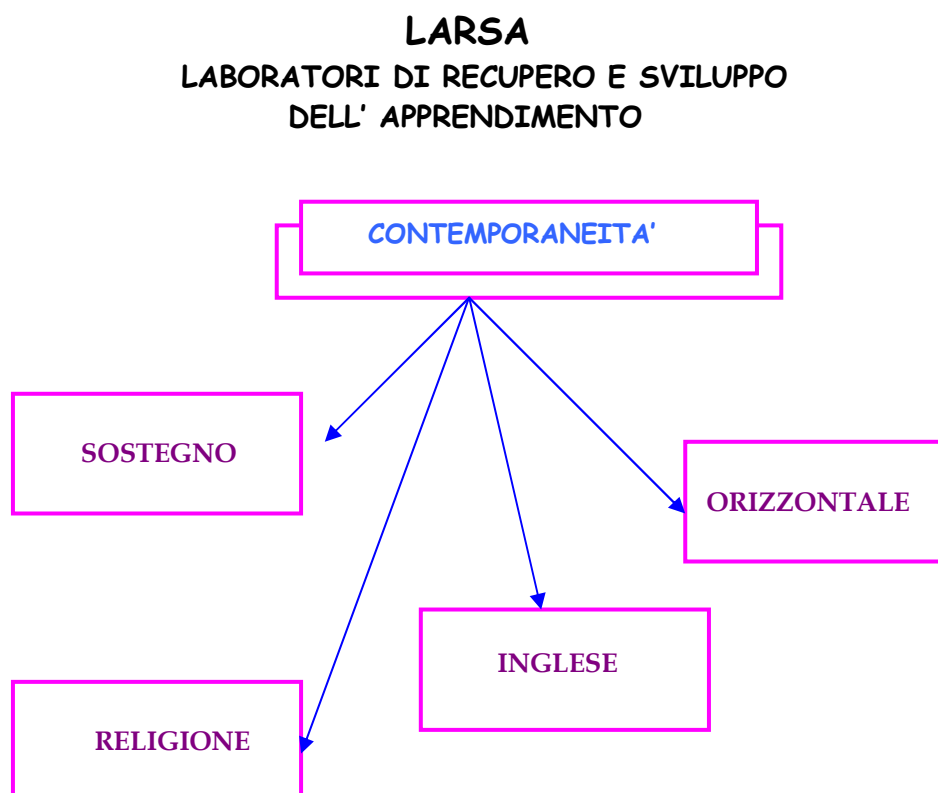 LARSA
LABORATORI DI RECUPERO E SVILUPPO
DELL’ APPRENDIMENTO
CONTEMPORANEITA’
SOSTEGNO
ORIZZONTALE
INGLESE
RELIGIONE